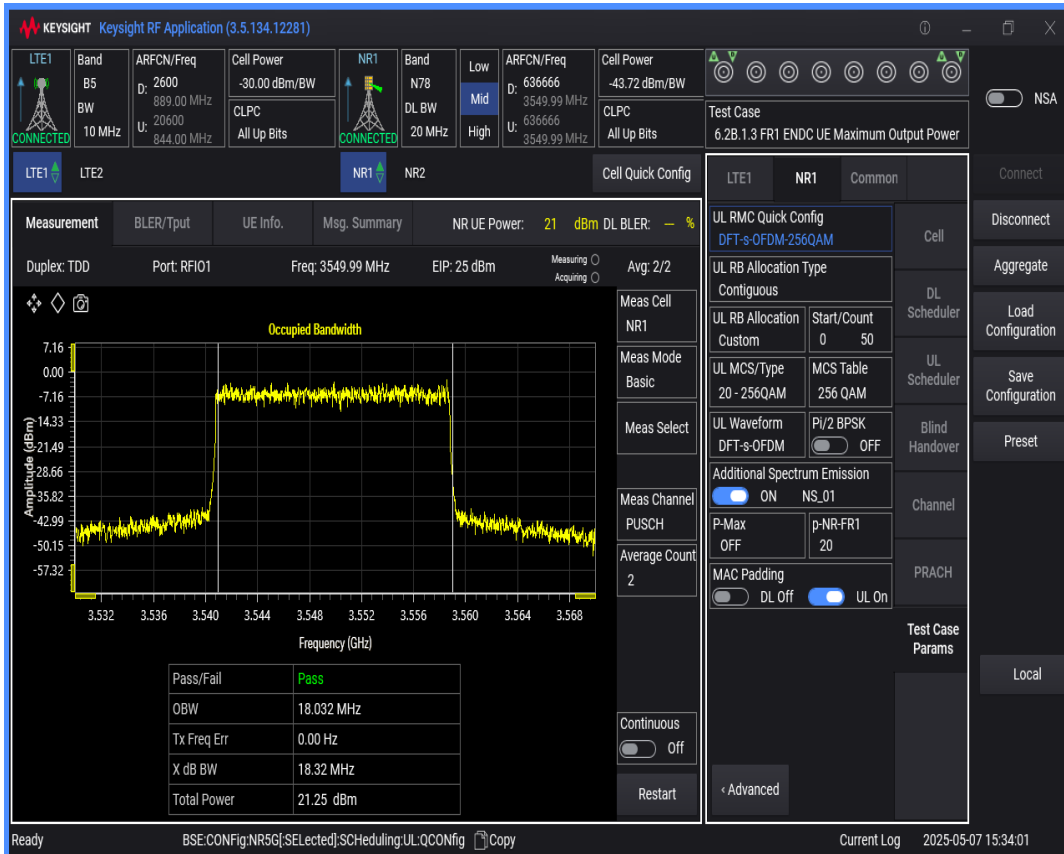 KEYSIGHT Keysight RF Application (3.5.134.12281)
LTE1
CONNECTED
Band
B5
BW
10 MHz
ARFCN/Freq
D: 2600
889.00 MHz
U: 20600
844.00 MHz
Cell Power
-30.00 dBm/BW
CLPC
All Up Bits
NR1
CONNECTED
Band
N78
DL BW
20 MHz
Low
Mid
High
ARFCN/Freq
D: 636666
3549.99 MHz
U: 636666
3549.99 MHz
Cell Power
-43.72 dBm/BW
CLPC
All Up Bits
Test Case
6.2B.1.3 FR1 ENDC UE Maximum Output Power
NSA
LTE1 LTE2
NR1 NR2
Cell Quick Config
Measurement BLER/Tput UE Info. Msg. Summary NR UE Power: 21 dBm DL BLER: — %
Duplex: TDD Port: RFIO1 Freq: 3549.99 MHz EIP: 25 dBm Measuring
Acquiring
Avg: 2/2
Occupied Bandwidth
Amplitude (dBm)
7.16
0.00
-7.16
-14.33
-21.49
-28.66
-35.82
-42.99
-50.15
-57.32
3.532 3.536 3.540 3.544 3.548 3.552 3.556 3.560 3.564 3.568
Frequency (GHz)
Pass/Fail Pass
OBW 18.032 MHz
Tx Freq Err 0.00 Hz
X dB BW 18.32 MHz
Total Power 21.25 dBm
Meas Cell
NR1
Meas Mode
Basic
Meas Select
Meas Channel
PUSCH
Average Count
2
Continuous
Off
Restart
LTE1 NR1 Common
UL RMC Quick Config
DFT-s-OFDM-256QAM
UL RB Allocation Type
Contiguous
UL RB Allocation
Custom
Start/Count
0 50
UL MCS/Type
20 - 256QAM
MCS Table
256 QAM
UL Waveform
DFT-s-OFDM
Pi/2 BPSK
OFF
Additional Spectrum Emission
ON NS_01
P-Max
OFF
p-NR-FR1
20
MAC Padding
DL Off UL On
‹ Advanced
Cell
DL
Scheduler
UL
Scheduler
Blind
Handover
Channel
PRACH
Test Case
Params
Connect
Disconnect
Aggregate
Load
Configuration
Save
Configuration
Preset
Local
Ready BSE:CONFig:NR5G[:SELected]:SCHeduling:UL:QCONfig Copy Current Log 2025-05-07 15:34:01